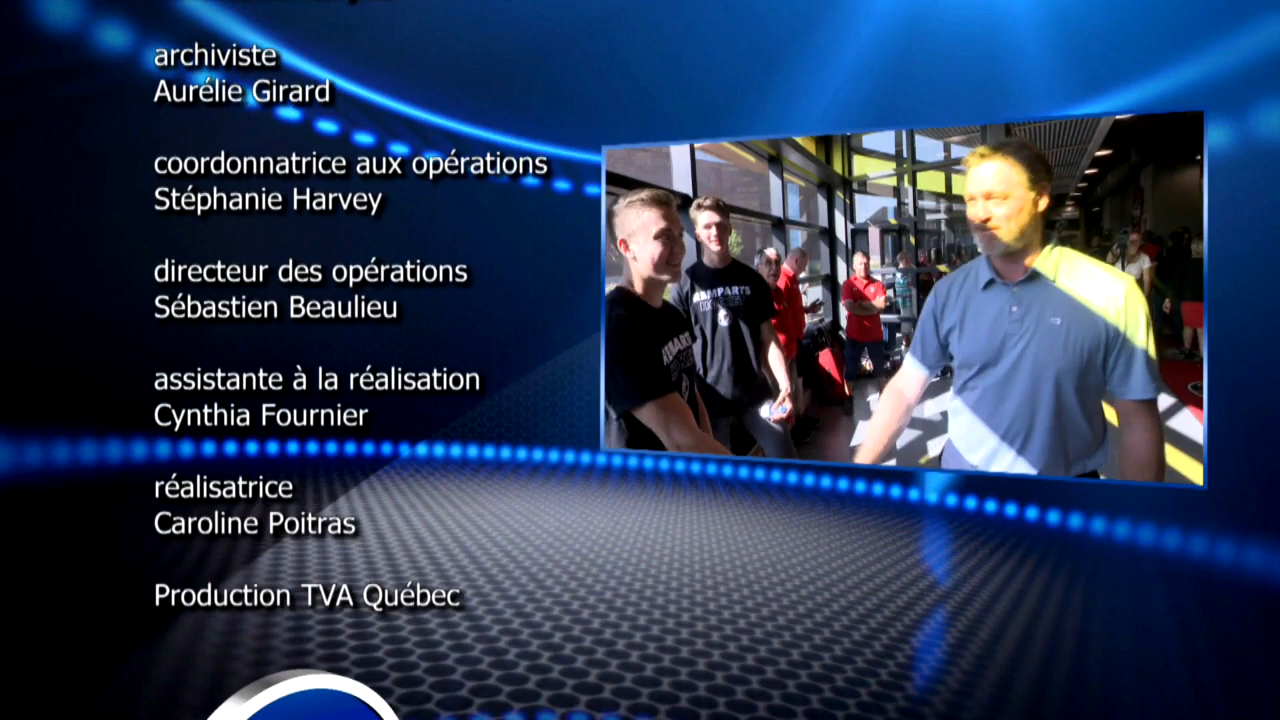 archiviste
Aurélie Girard
coordonnatrice aux opérations
Stéphanie Harvey
directeur des opérations
Sébastien Beaulieu
assistante à la réalisation
Cynthia Fournier
réalisatrice
Caroline Poitras
Production TVA Québec
REMPARTS